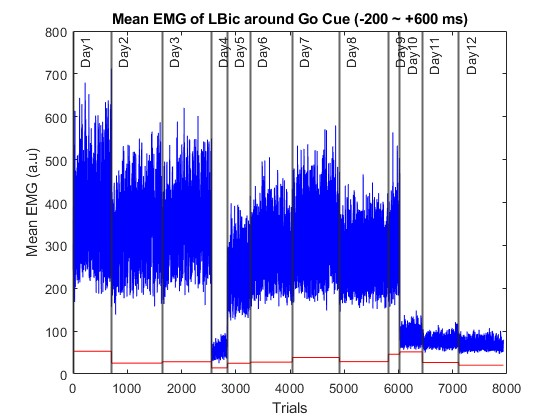 Mean EMG of LBic around Go Cue (-200 ~ +600 ms)
800
700
600
500
400
300
200
100
0
Mean EMG (a.u)
Day1
Day2
Day3
Day4
Day5
Day6
Day7
Day8
Day9
Day10
Day11
Day12
0
1000
2000
3000
4000
5000
6000
7000
8000
Trials